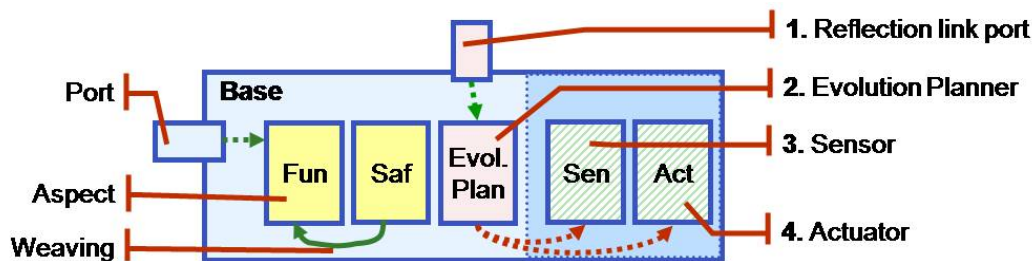 1. Reflection link port
Port
Base
2. Evolution Planner
Fun
Saf
Evol.
Plan
Sen
Act
3. Sensor
Aspect
Weaving
4. Actuator